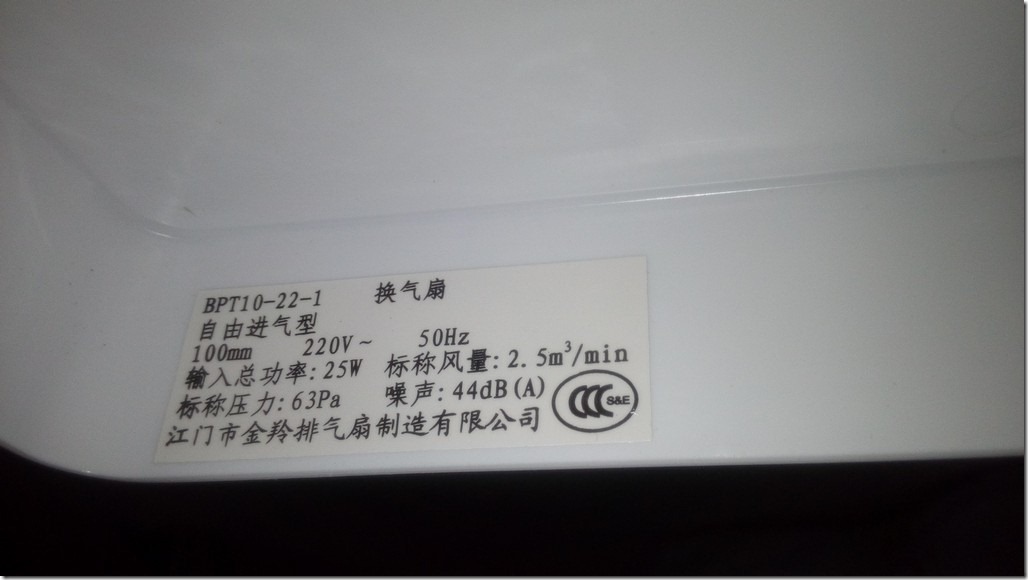 BPT10-22-1 换气扇
自由进气型
100mm 220V~ 50Hz
输入总功率:25W 标称风量:2.5m³/min
标称压力:63Pa 噪声:44dB(A)
江门市金羚排气扇制造有限公司
CCC S&E